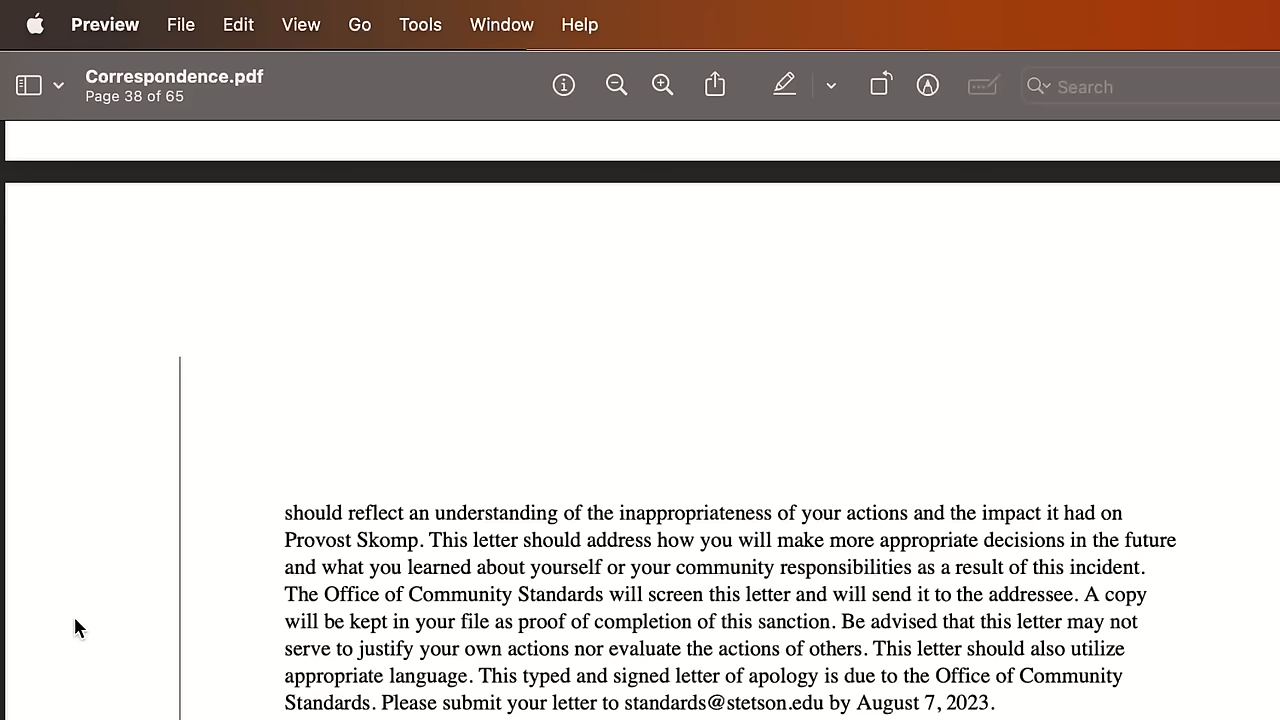 Preview File Edit View Go Tools Window Help
Correspondence.pdf
Page 38 of 65
Search
should reflect an understanding of the inappropriateness of your actions and the impact it had on
Provost Skomp. This letter should address how you will make more appropriate decisions in the future
and what you learned about yourself or your community responsibilities as a result of this incident.
The Office of Community Standards will screen this letter and will send it to the addressee. A copy
will be kept in your file as proof of completion of this sanction. Be advised that this letter may not
serve to justify your own actions nor evaluate the actions of others. This letter should also utilize
appropriate language. This typed and signed letter of apology is due to the Office of Community
Standards. Please submit your letter to standards@stetson.edu by August 7, 2023.